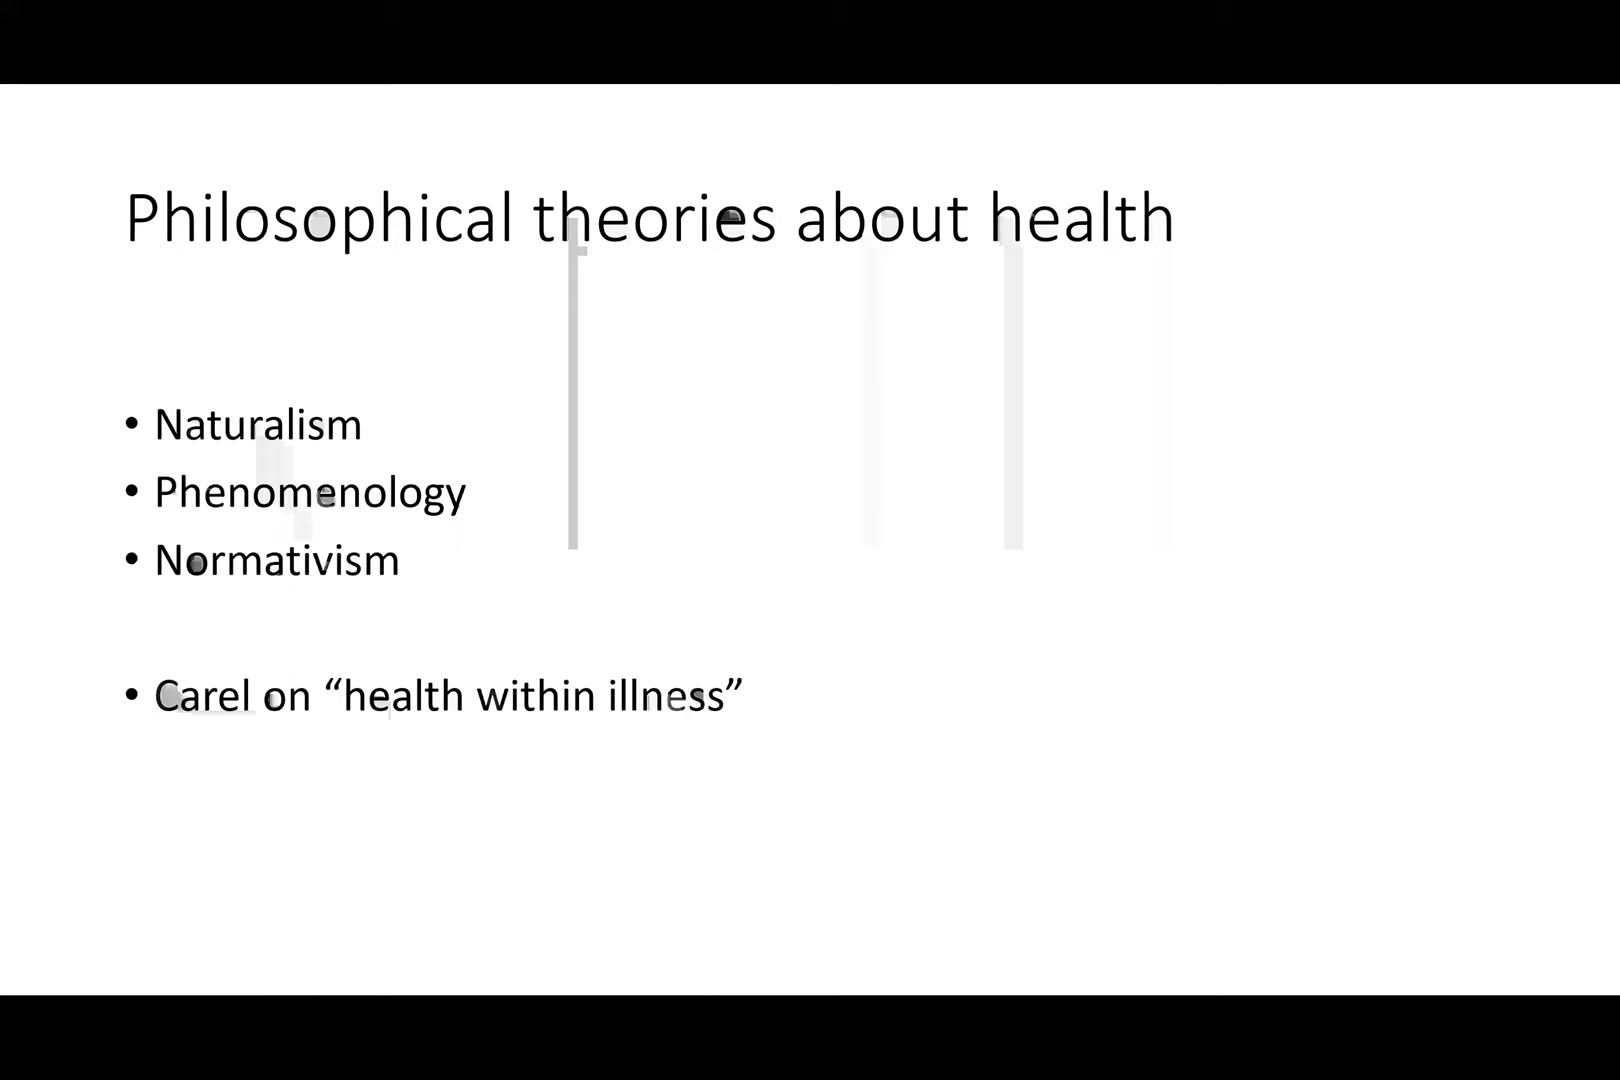 Philosophical theories about health
• Naturalism
• Phenomenology
• Normativism
• Carel on “health within illness”